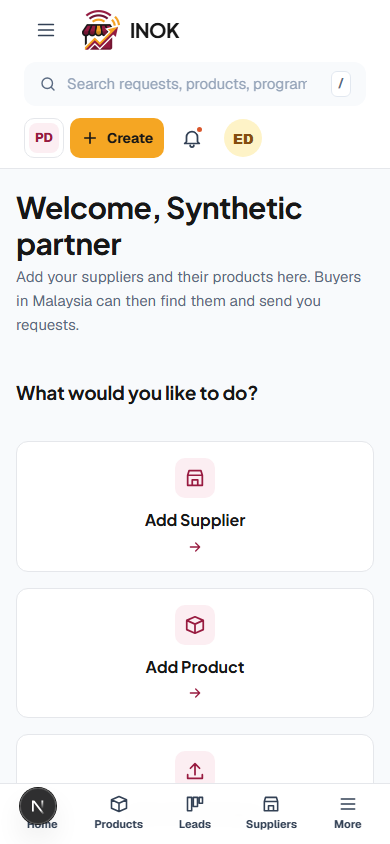 INOK
Search requests, products, program
/
PD
+ Create
ED
Welcome, Synthetic
partner
Add your suppliers and their products here. Buyers
in Malaysia can then find them and send you
requests.
What would you like to do?
Add Supplier
→
Add Product
→
N
Home
Products
Leads
Suppliers
More